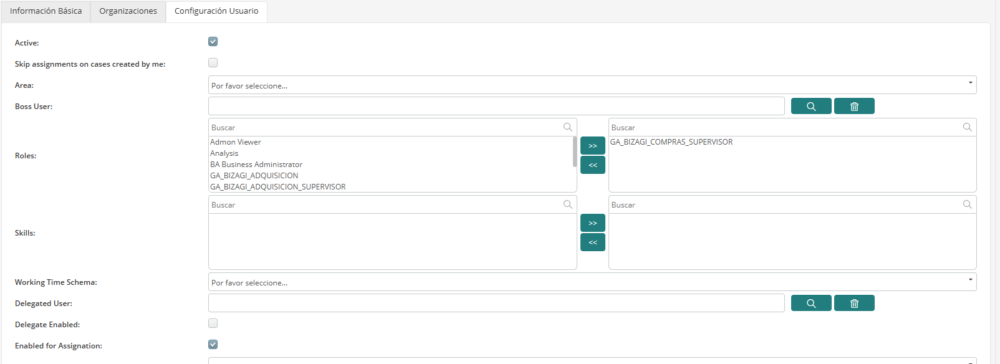 Información Básica
Organizaciones
Configuración Usuario
Active:
Skip assignments on cases created by me:
Area:
Por favor seleccione...
Boss User:
Roles:
Buscar
Admon Viewer
Analysis
BA Business Administrator
GA_BIZAGI_ADQUISICION
GA_BIZAGI_ADQUISICION_SUPERVISOR
>>
<<
Buscar
GA_BIZAGI_COMPRAS_SUPERVISOR
Skills:
Buscar
>>
<<
Buscar
Working Time Schema:
Por favor seleccione...
Delegated User:
Delegate Enabled:
Enabled for Assignation: